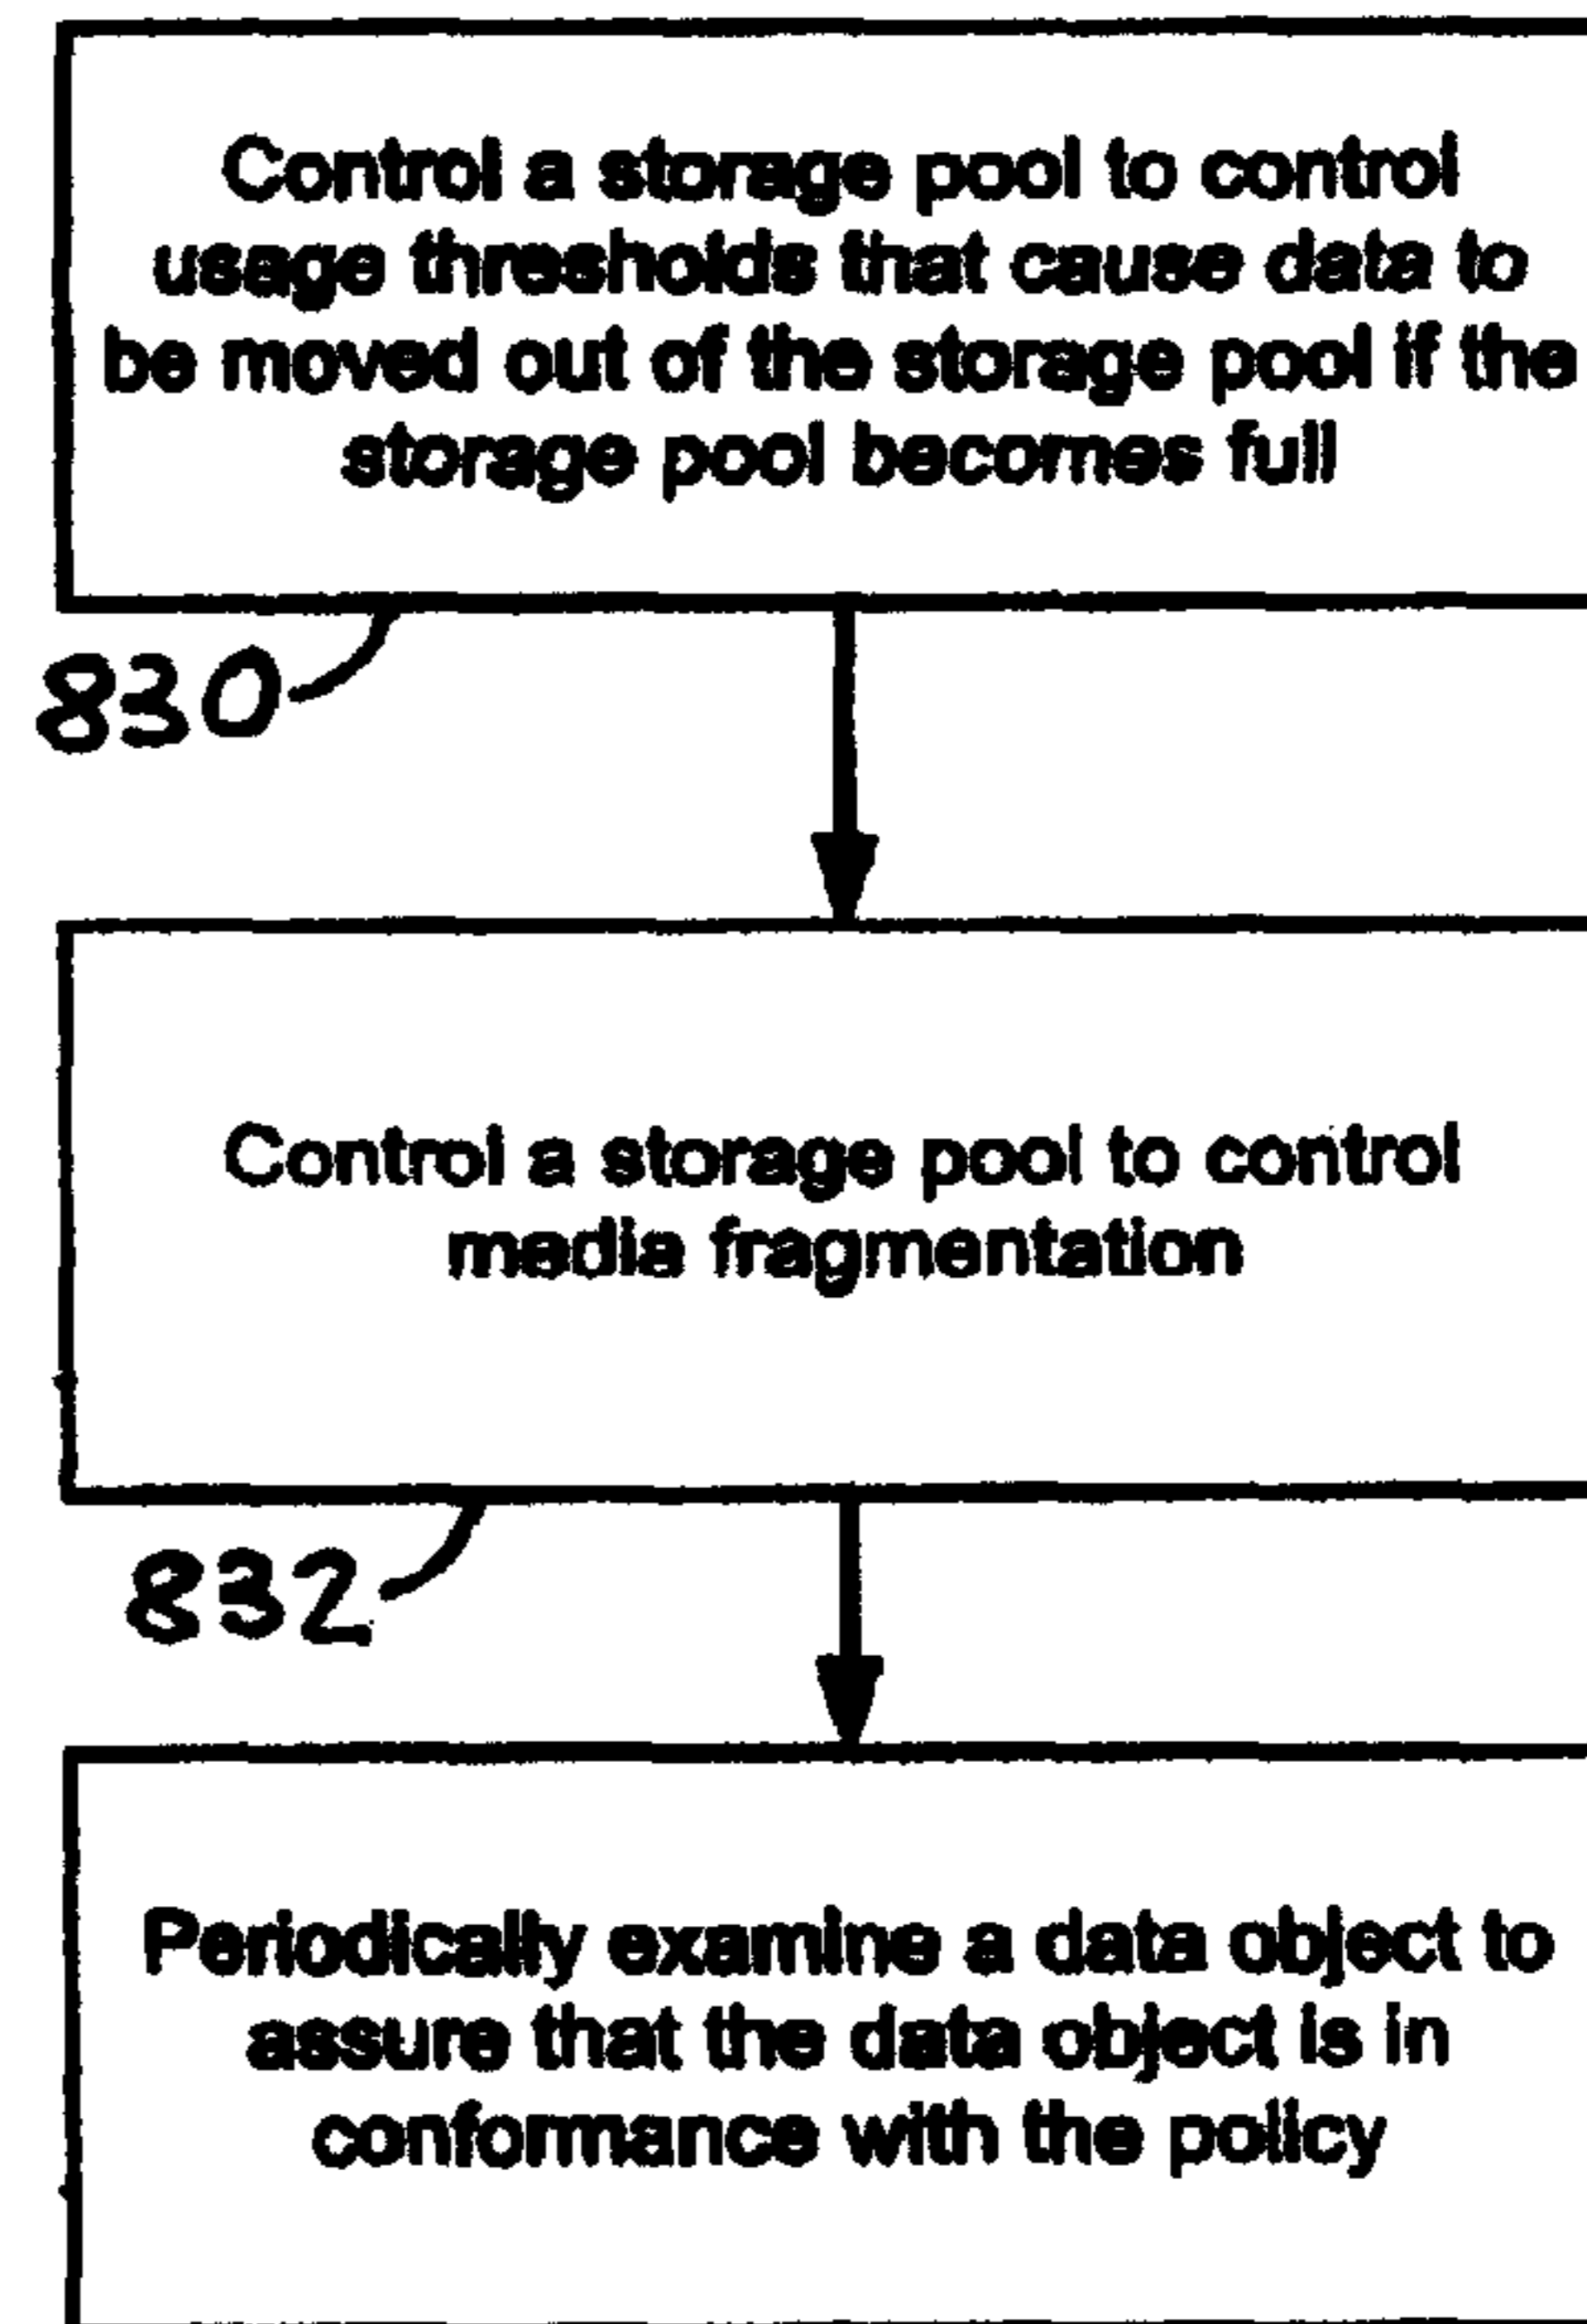 Control a storage pool to control
usage thresholds that cause data to
be moved out of the storage pool if the
storage pool becomes full
830
Control a storage pool to control
media fragmentation
832
Periodically examine a data object to
assure that the data object is in
conformance with the policy